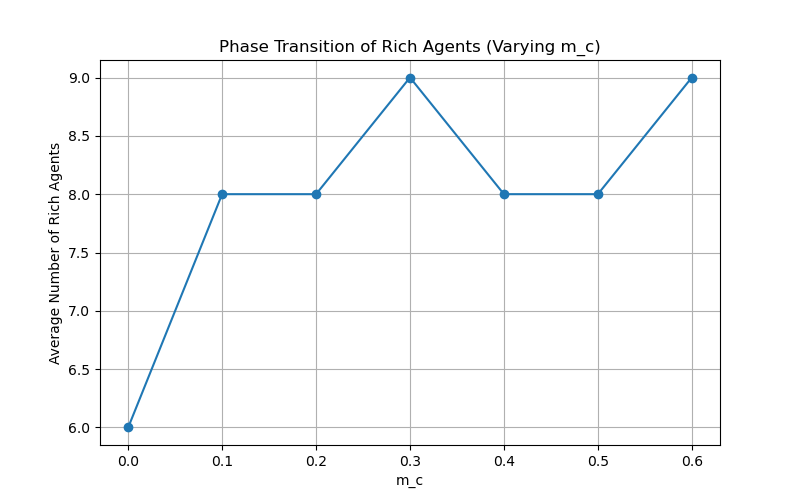 Phase Transition of Rich Agents (Varying m_c)
Average Number of Rich Agents
9.0
8.5
8.0
7.5
7.0
6.5
6.0
0.0 0.1 0.2 0.3 0.4 0.5 0.6
m_c